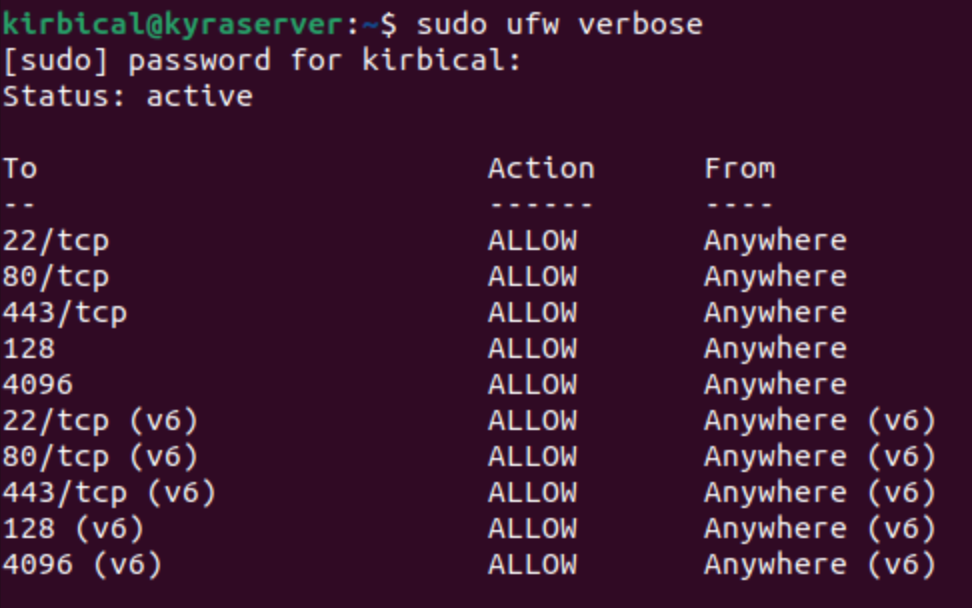 kirbical@kyraserver:~$ sudo ufw verbose
[sudo] password for kirbical:
Status: active
To                         Action      From
--                         ------      ----
22/tcp                     ALLOW       Anywhere
80/tcp                     ALLOW       Anywhere
443/tcp                    ALLOW       Anywhere
128                        ALLOW       Anywhere
4096                       ALLOW       Anywhere
22/tcp (v6)                ALLOW       Anywhere (v6)
80/tcp (v6)                ALLOW       Anywhere (v6)
443/tcp (v6)               ALLOW       Anywhere (v6)
128 (v6)                   ALLOW       Anywhere (v6)
4096 (v6)                  ALLOW       Anywhere (v6)